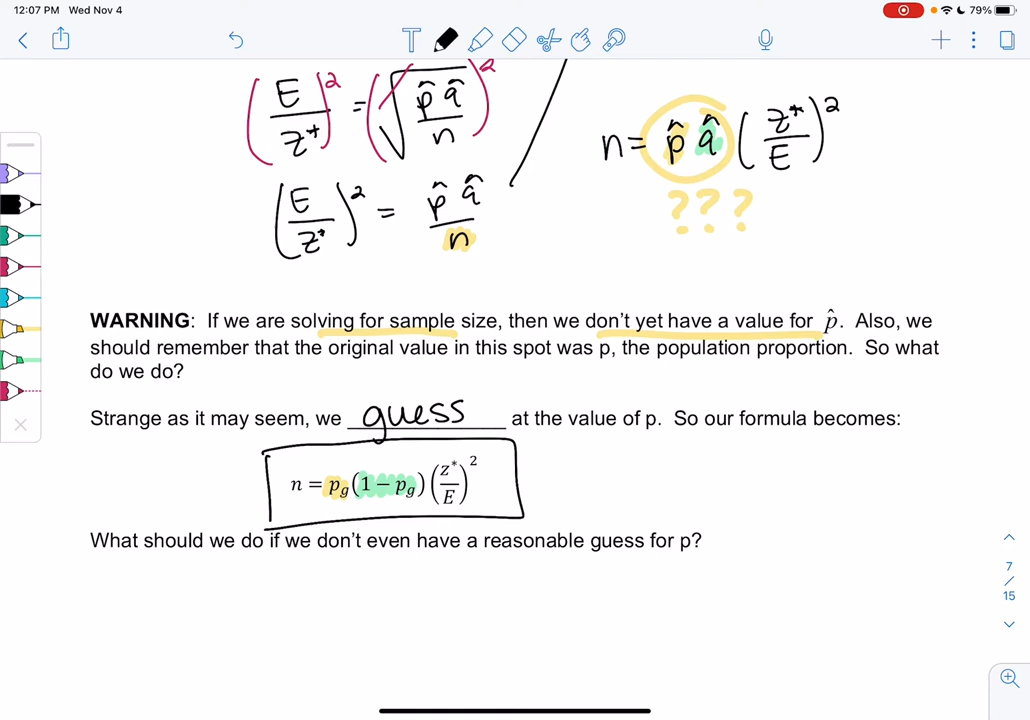 12:07 PM Wed Nov 4
79%
T
(E/z*)² = (√(p̂ q̂/n))²
n = p̂ q̂ (z*/E)²
(E/z*)² = p̂ q̂/n
? ? ?
WARNING: If we are solving for sample size, then we don't yet have a value for p̂. Also, we
should remember that the original value in this spot was p, the population proportion. So what
do we do?
Strange as it may seem, we guess at the value of p. So our formula becomes:
n = p_g(1 − p_g)(z*/E)²
What should we do if we don't even have a reasonable guess for p?
7
/
15